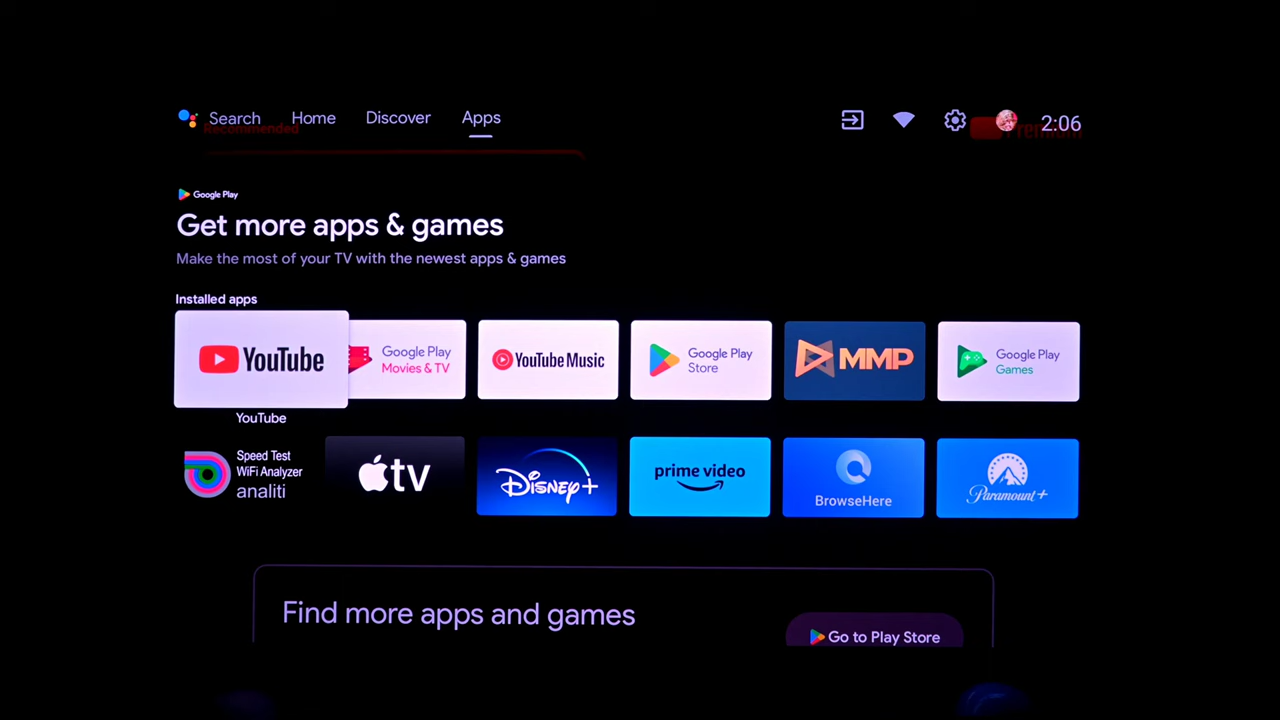 Search Home Discover Apps
2:06
Recommended
Premium
Google Play
Get more apps & games
Make the most of your TV with the newest apps & games
Installed apps
YouTube
Google Play
Movies & TV
YouTube Music
Google Play
Store
MMP
Google Play
Games
YouTube
Speed Test
WiFi Analyzer
analiti
tv
Disney+
prime video
BrowseHere
Paramount+
Find more apps and games
Go to Play Store